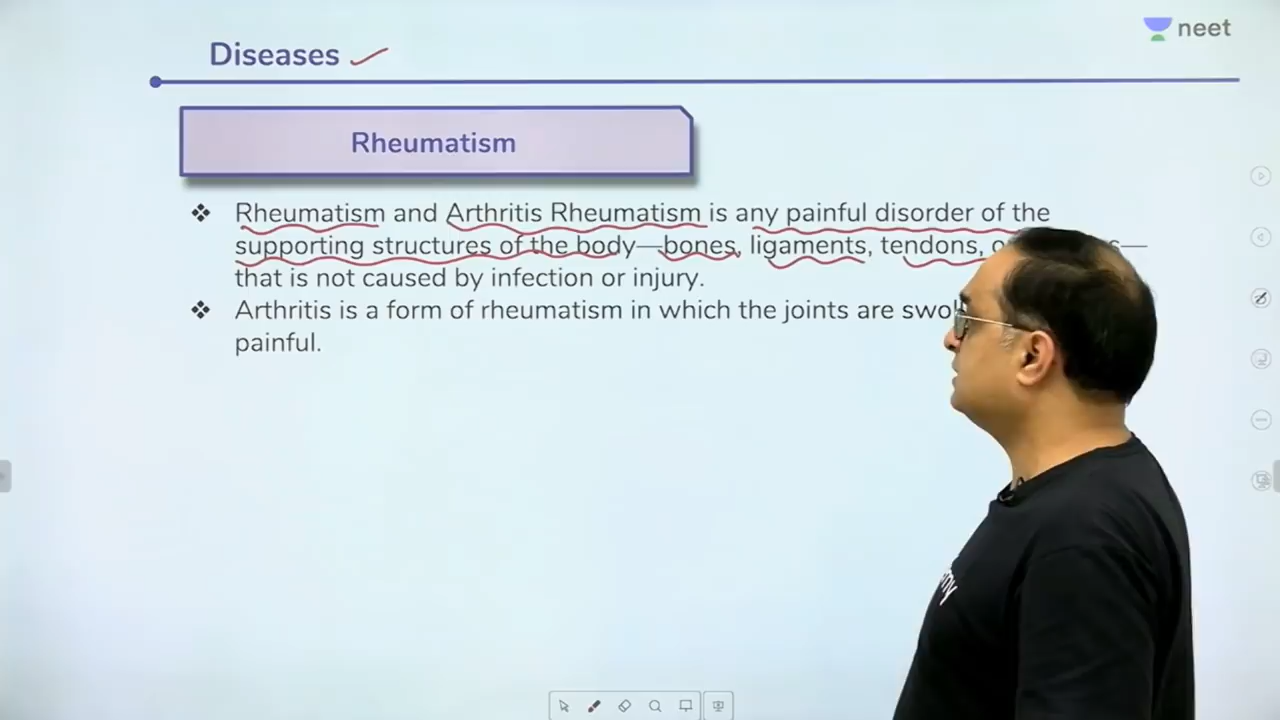 neet
Diseases
Rheumatism
❖ Rheumatism and Arthritis Rheumatism is any painful disorder of the
supporting structures of the body—bones, ligaments, tendons,
that is not caused by infection or injury.
❖ Arthritis is a form of rheumatism in which the joints are
painful.
my